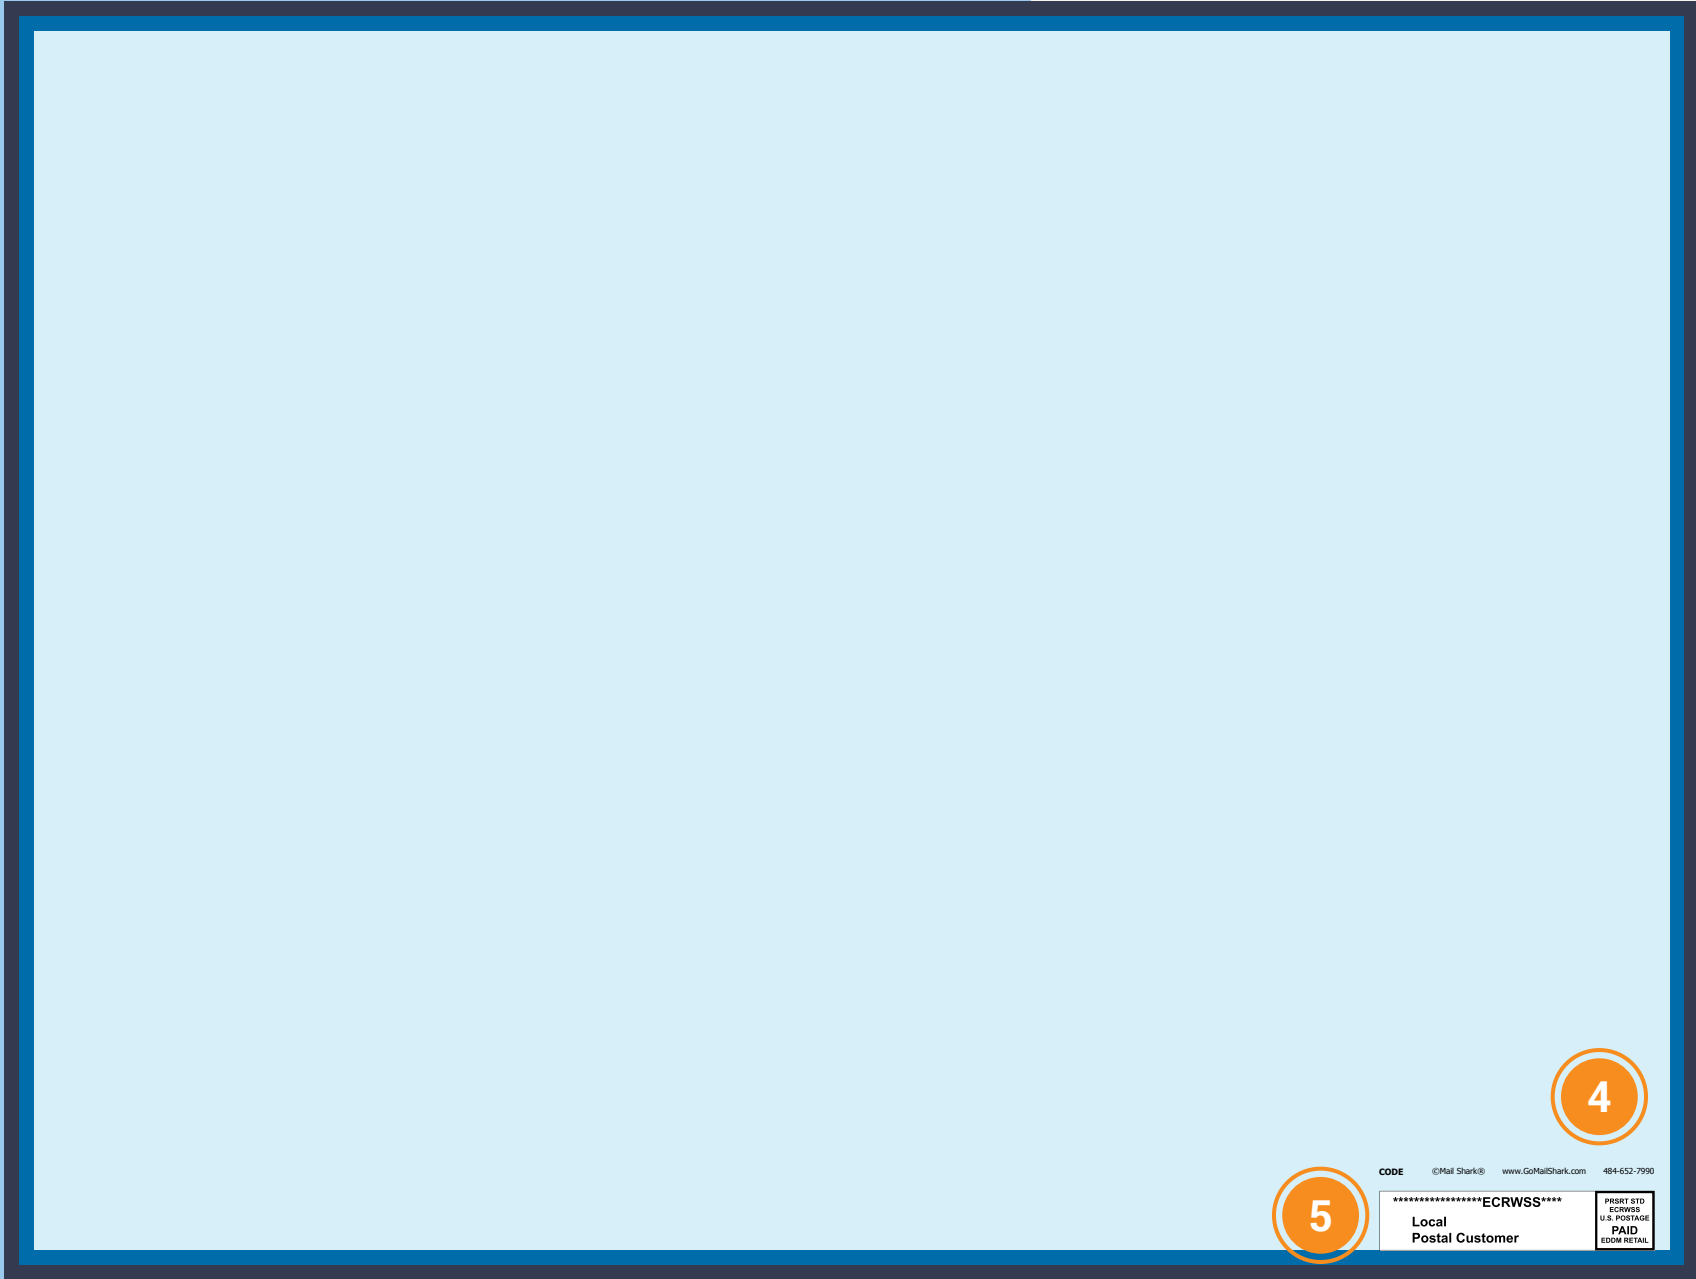 4
CODE ©Mail Shark® www.GoMailShark.com 484-652-7990
5
*****************ECRWSS****
Local
Postal Customer
PRSRT STD
ECRWSS
U.S. POSTAGE
PAID
EDDM RETAIL